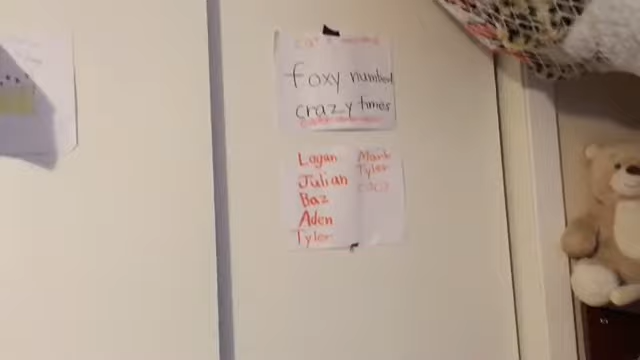 foxy number
crazy times
Logan
Julian
Baz
Aden
Tyler
Mark
Tyler